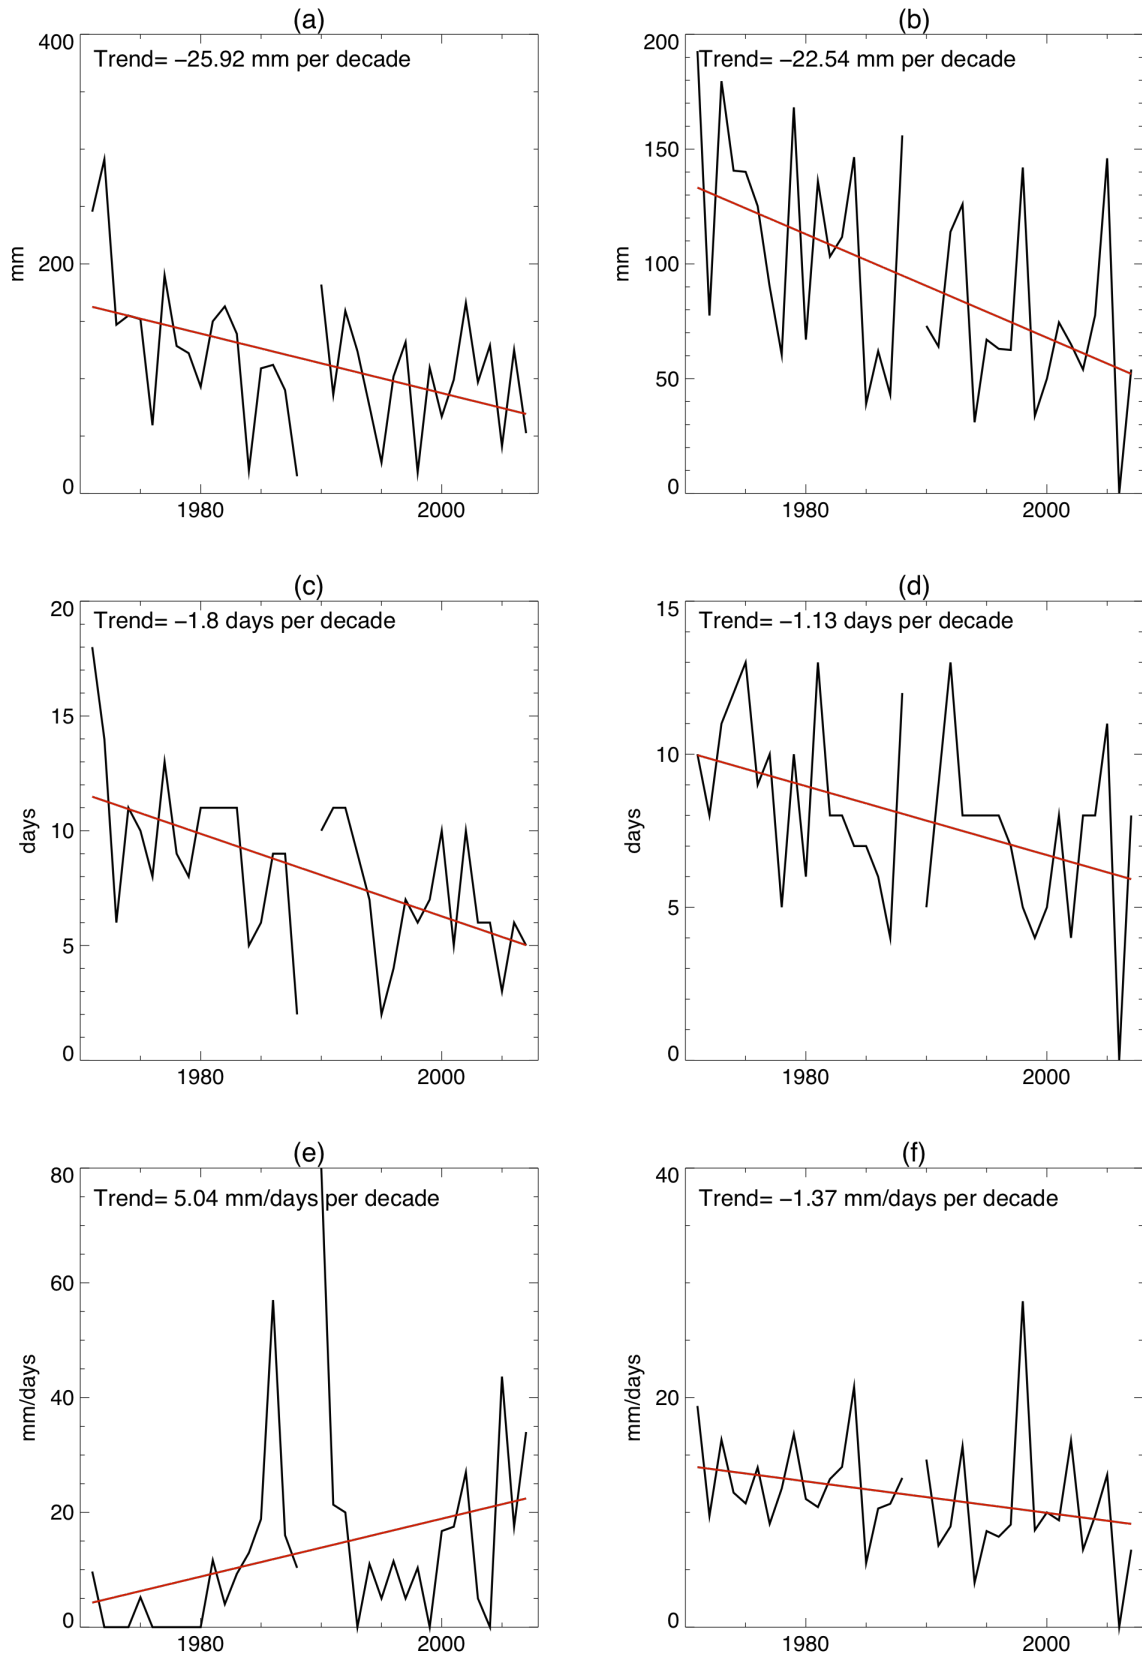 (a)
400
Trend= −25.92 mm per decade
200
mm
0
1980 2000
(b)
200
Trend= −22.54 mm per decade
150
100
mm
50
0
1980 2000
(c)
20
Trend= −1.8 days per decade
15
10
days
5
0
1980 2000
(d)
15
Trend= −1.13 days per decade
10
days
5
0
1980 2000
(e)
80
Trend= 5.04 mm/days per decade
60
40
mm/days
20
0
1980 2000
(f)
40
Trend= −1.37 mm/days per decade
20
mm/days
0
1980 2000